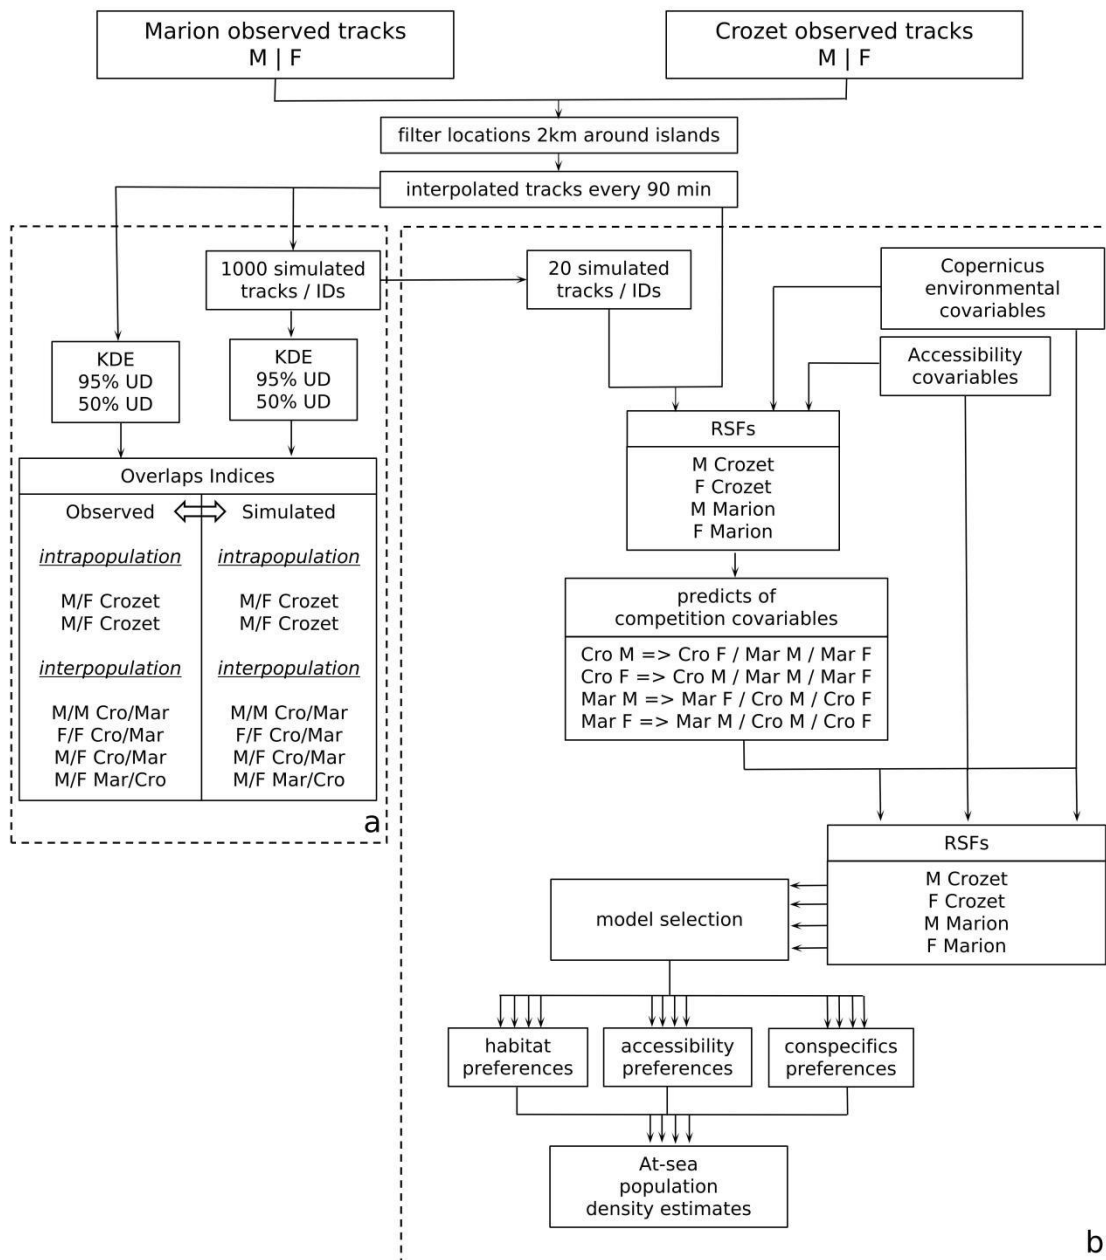 Marion observed tracks
M | F
Crozet observed tracks
M | F
filter locations 2km around islands
interpolated tracks every 90 min
1000 simulated
tracks / IDs
20 simulated
tracks / IDs
Copernicus
environmental
covariables
Accessibility
covariables
KDE
95% UD
50% UD
KDE
95% UD
50% UD
Overlaps Indices
Observed
Simulated
intrapopulation
intrapopulation
M/F Crozet
M/F Crozet
M/F Crozet
M/F Crozet
interpopulation
interpopulation
M/M Cro/Mar
F/F Cro/Mar
M/F Cro/Mar
M/F Mar/Cro
M/M Cro/Mar
F/F Cro/Mar
M/F Cro/Mar
M/F Mar/Cro
a
RSFs
M Crozet
F Crozet
M Marion
F Marion
predicts of
competition covariables
Cro M => Cro F / Mar M / Mar F
Cro F => Cro M / Mar M / Mar F
Mar M => Mar F / Cro M / Cro F
Mar F => Mar M / Cro M / Cro F
RSFs
M Crozet
F Crozet
M Marion
F Marion
model selection
habitat
preferences
accessibility
preferences
conspecifics
preferences
At-sea
population
density estimates
b